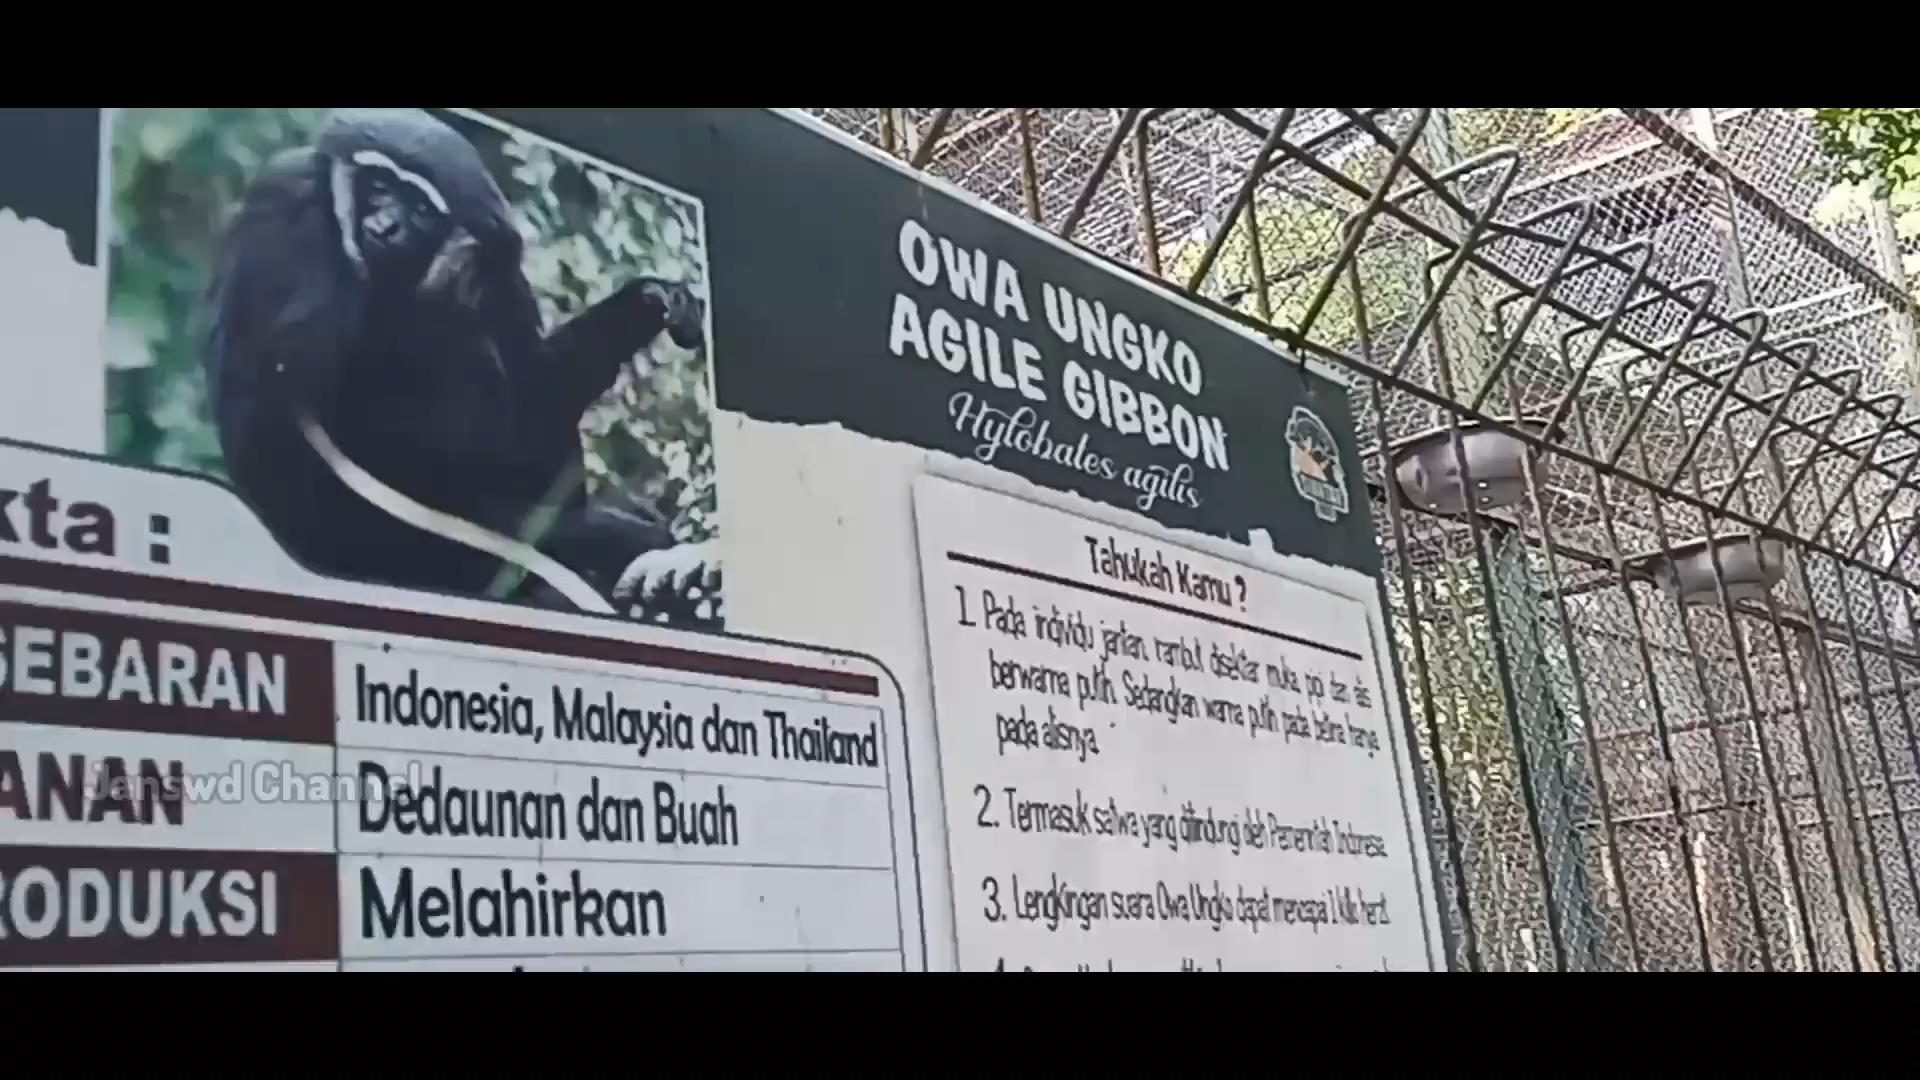 OWA UNGKO
AGILE GIBBON
Hylobates agilis
kta :
SEBARAN
Indonesia, Malaysia dan Thailand
ANAN
Dedaunan dan Buah
RODUKSI
Melahirkan
Tahukah Kamu ?
1. Pada individu jantan, rambut disekitar muka pipi dan alis
berwarna putih. Sedangkan warna putih pada betina hanya
pada alisnya.
2. Termasuk satwa yang dilindungi oleh Pemerintah Indonesia
3. Lengkingan suara Owa Ungko dapat mencapai 1 kilo hertz
Janswd Channel